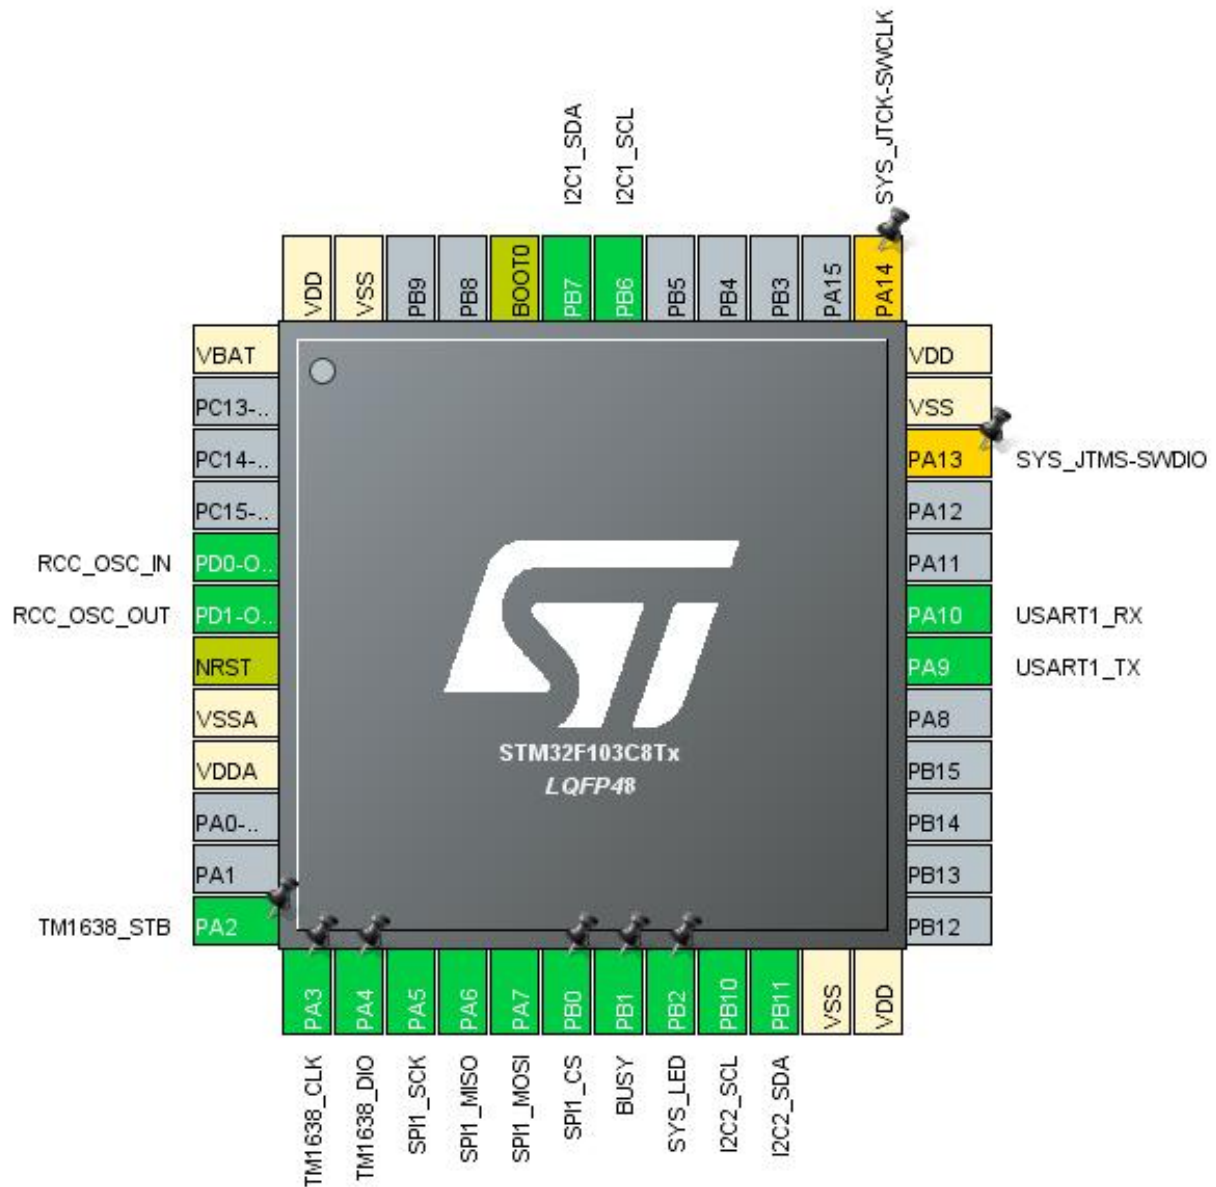 SYS_JTCK-SWCLK
I2C1_SDA
I2C1_SCL
VDD
VSS
PB9
PB8
BOOT0
PB7
PB6
PB5
PB4
PB3
PA15
PA14
VBAT
PC13-..
PC14-..
PC15-..
RCC_OSC_IN PD0-O..
RCC_OSC_OUT PD1-O..
NRST
VSSA
VDDA
PA0-..
PA1
TM1638_STB PA2
VDD
VSS
PA13 SYS_JTMS-SWDIO
PA12
PA11
PA10 USART1_RX
PA9 USART1_TX
PA8
PB15
PB14
PB13
PB12
ST
STM32F103C8Tx
LQFP48
PA3
PA4
PA5
PA6
PA7
PB0
PB1
PB2
PB10
PB11
VSS
VDD
TM1638_CLK
TM1638_DIO
SPI1_SCK
SPI1_MISO
SPI1_MOSI
SPI1_CS
BUSY
SYS_LED
I2C2_SCL
I2C2_SDA